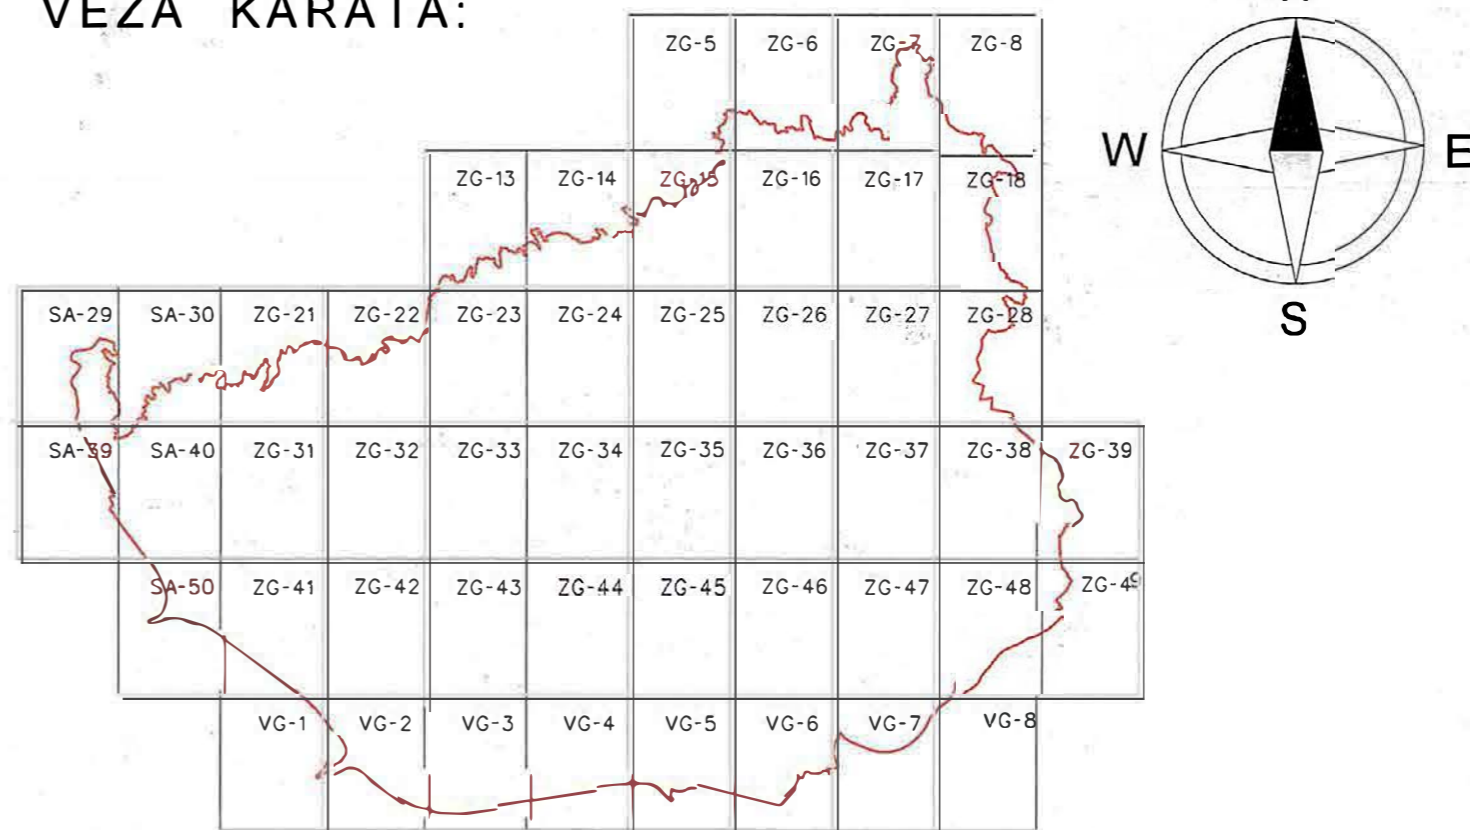 VEZA KARATA:
ZG-5 ZG-6 ZG-7 ZG-8
W E
S
ZG-13 ZG-14 ZG-15 ZG-16 ZG-17 ZG-18
SA-29 SA-30 ZG-21 ZG-22 ZG-23 ZG-24 ZG-25 ZG-26 ZG-27 ZG-28
SA-39 SA-40 ZG-31 ZG-32 ZG-33 ZG-34 ZG-35 ZG-36 ZG-37 ZG-38 ZG-39
SA-50 ZG-41 ZG-42 ZG-43 ZG-44 ZG-45 ZG-46 ZG-47 ZG-48 ZG-49
VG-1 VG-2 VG-3 VG-4 VG-5 VG-6 VG-7 VG-8